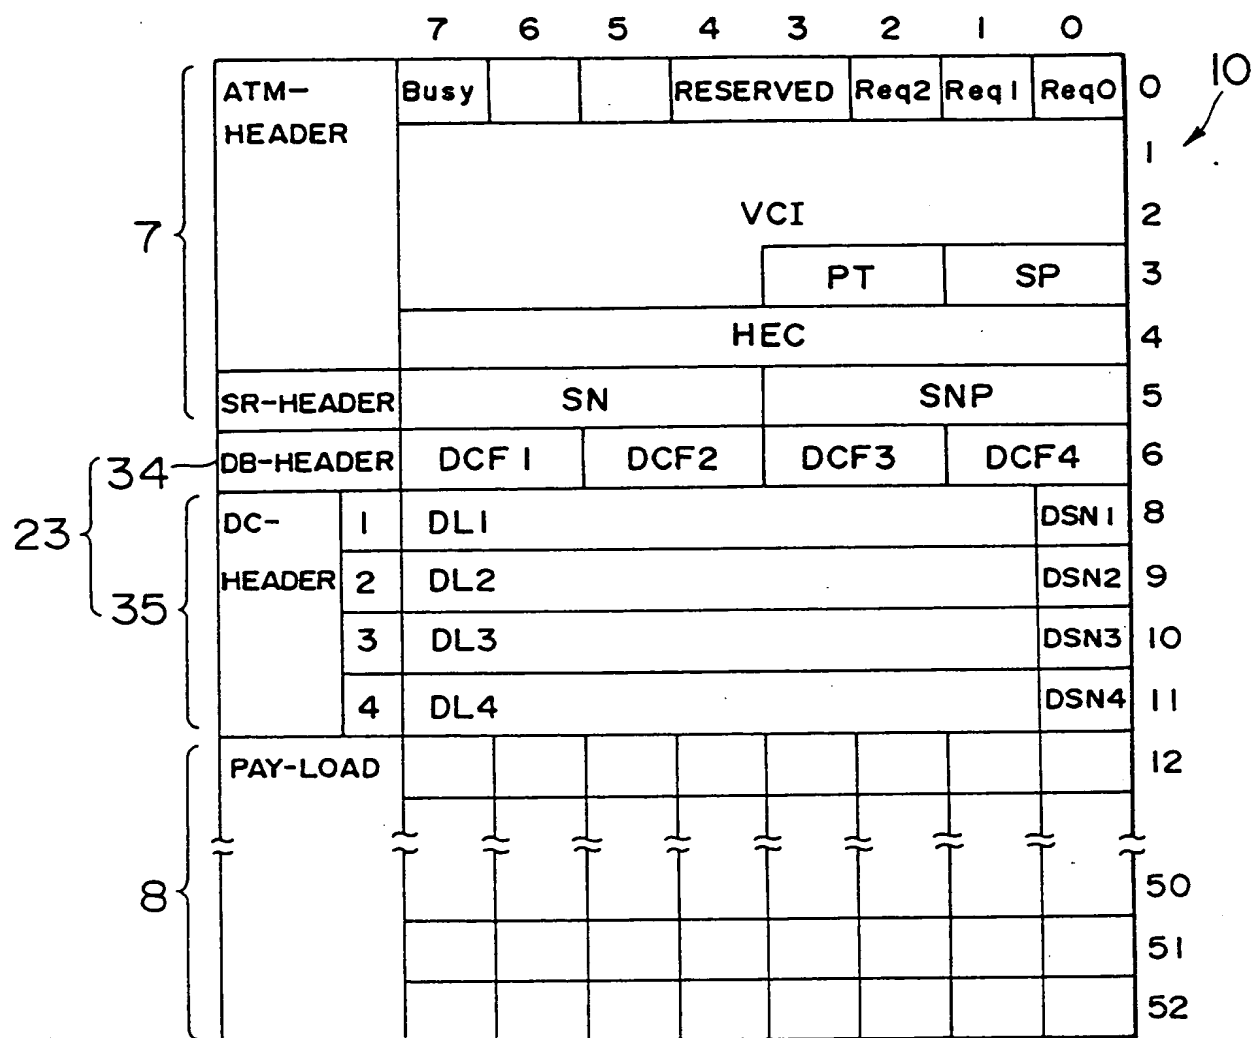 7 6 5 4 3 2 1 0
ATM- Busy RESERVED Req2 Req1 Req0 0 10
HEADER 1
7 VCI 2
PT SP 3
HEC 4
SR-HEADER SN SNP 5
34 DB-HEADER DCF1 DCF2 DCF3 DCF4 6
23 DC- 1 DL1 DSN1 8
35 HEADER 2 DL2 DSN2 9
3 DL3 DSN3 10
4 DL4 DSN4 11
PAY-LOAD 12
8 50
51
52